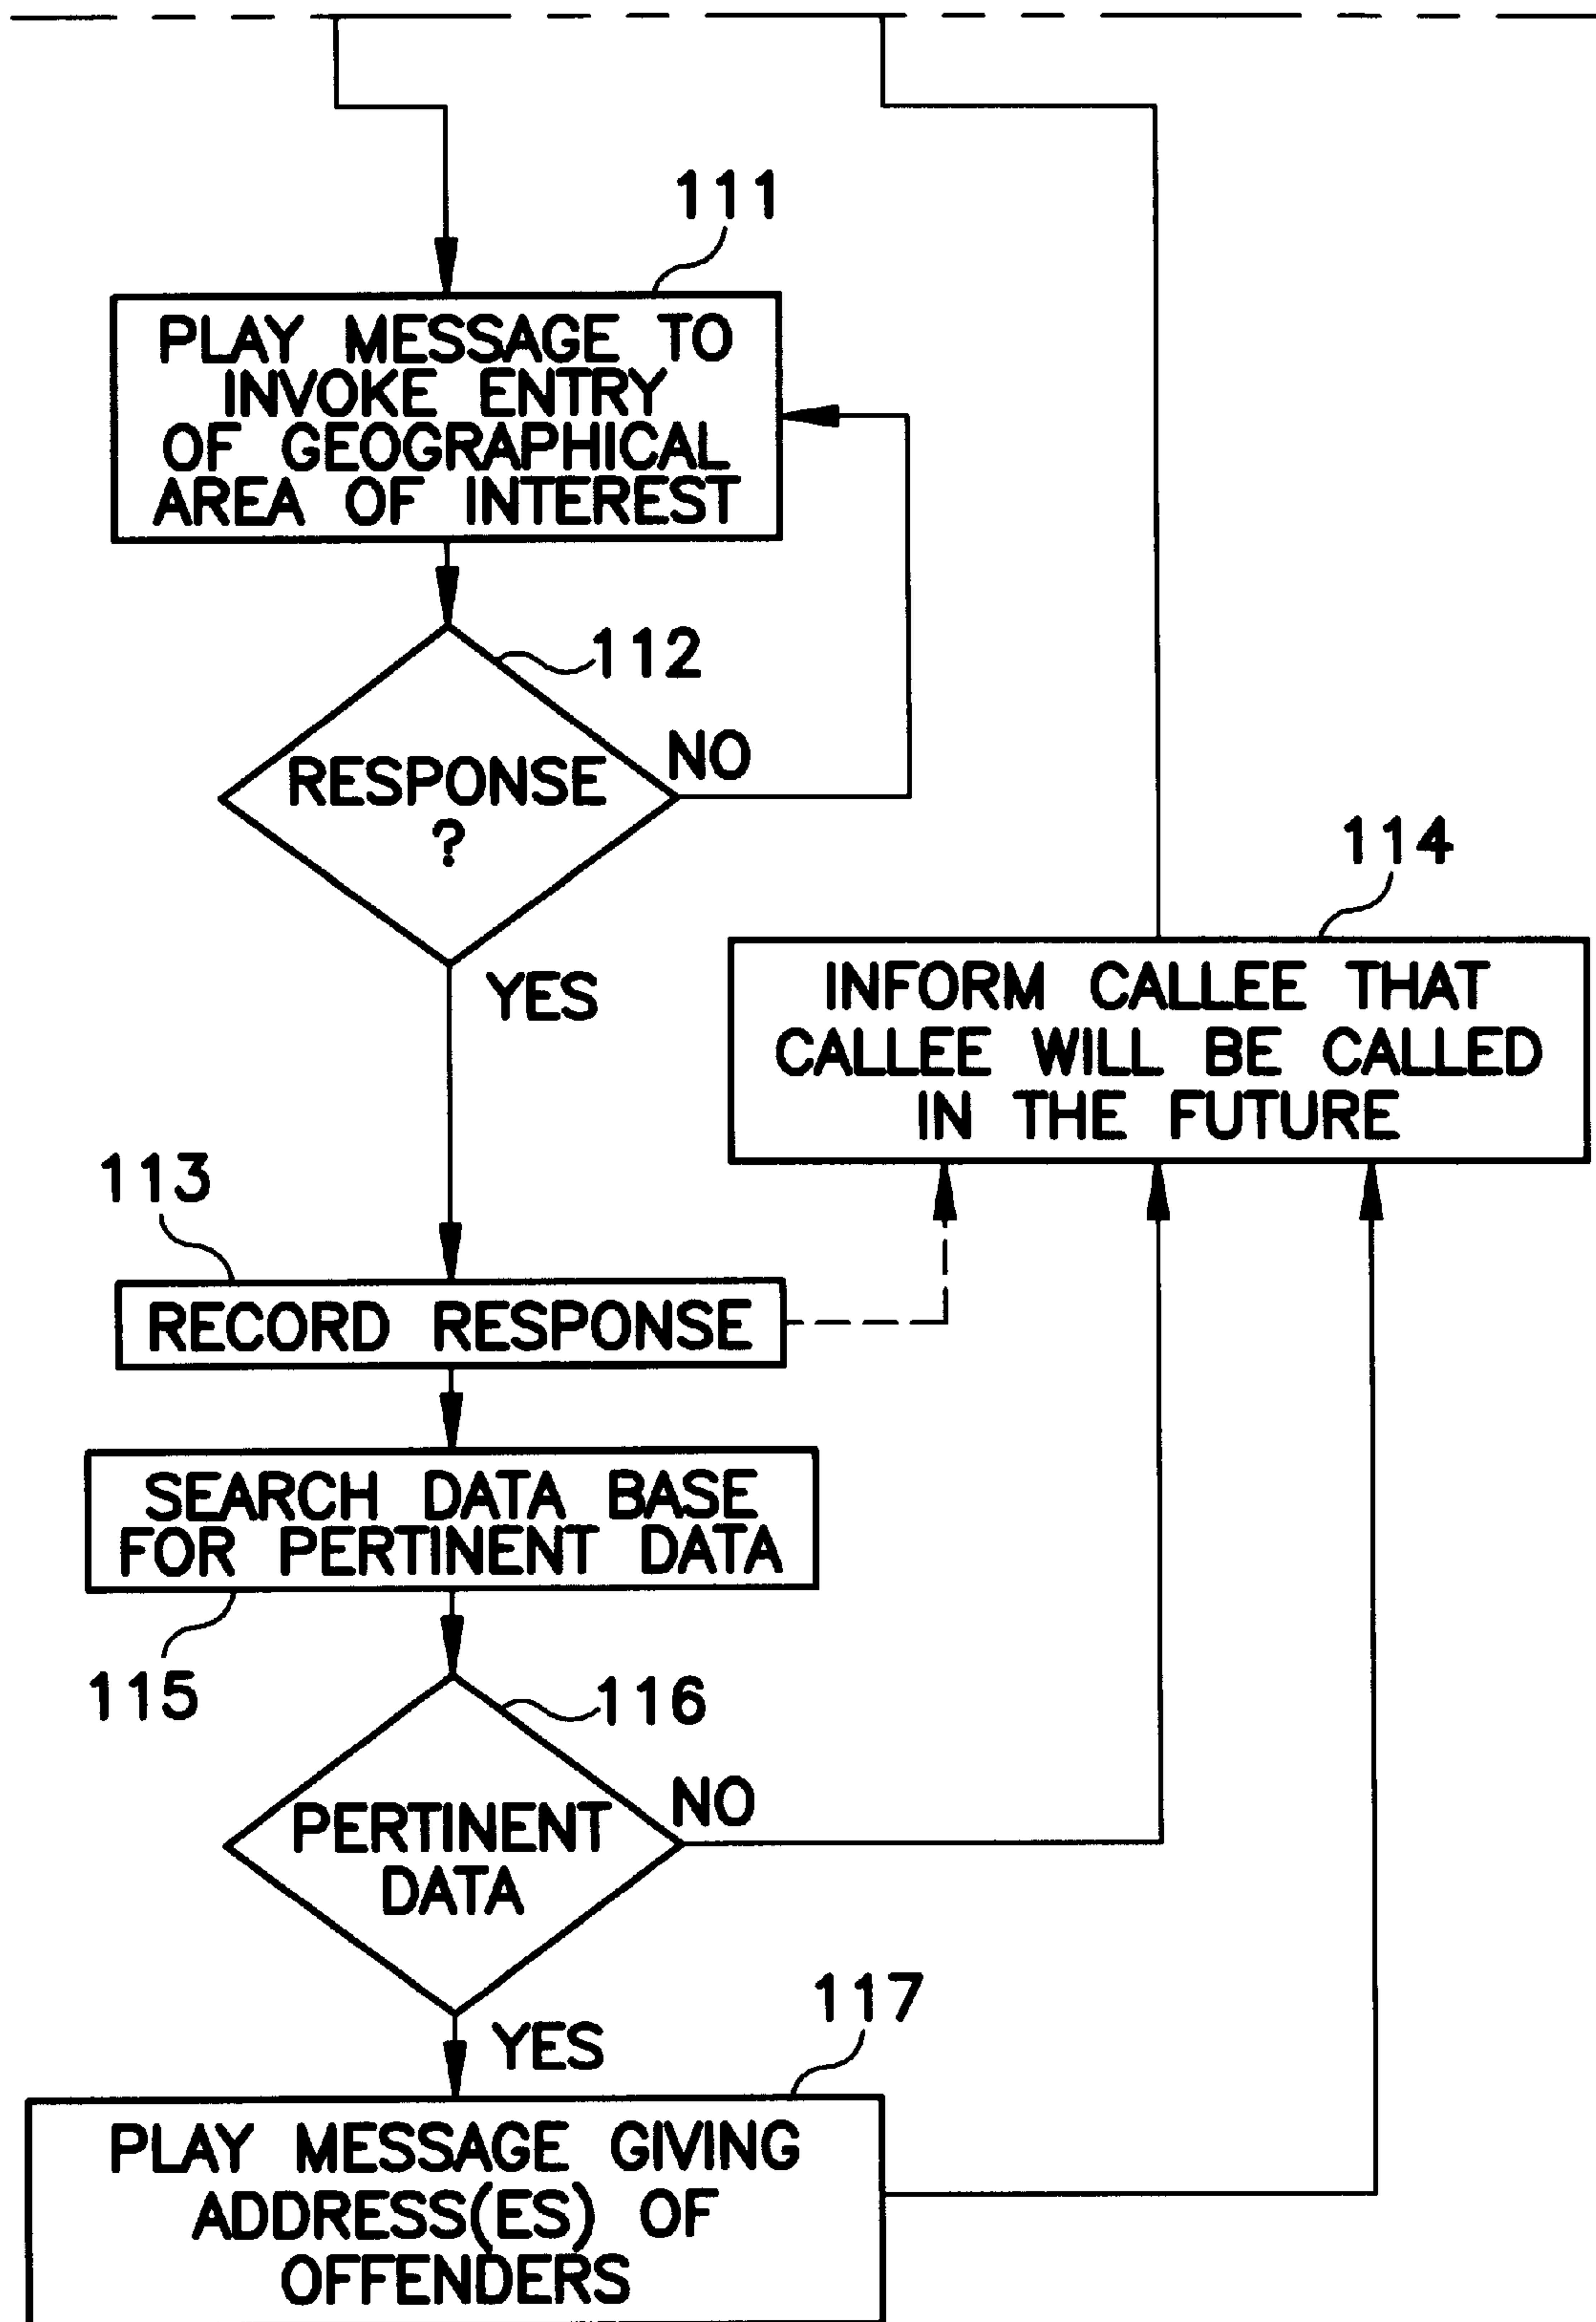 111
PLAY MESSAGE TO
INVOKE ENTRY
OF GEOGRAPHICAL
AREA OF INTEREST
112
RESPONSE
?
NO
YES
114
INFORM CALLEE THAT
CALLEE WILL BE CALLED
IN THE FUTURE
113
RECORD RESPONSE
SEARCH DATA BASE
FOR PERTINENT DATA
115
116
PERTINENT
DATA
NO
YES
117
PLAY MESSAGE GIVING
ADDRESS(ES) OF
OFFENDERS